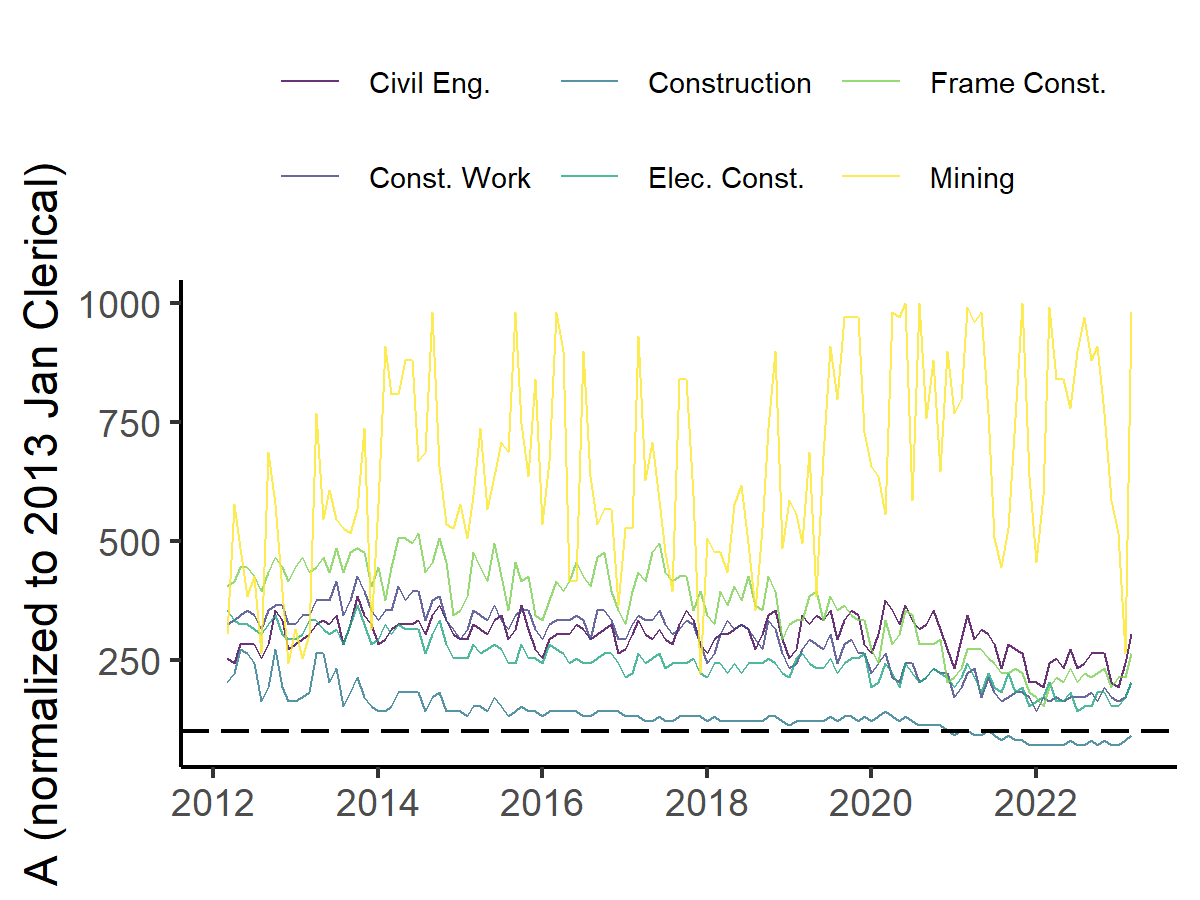 Civil Eng. Construction Frame Const.
Const. Work Elec. Const. Mining
A (normalized to 2013 Jan Clerical)
1000
750
500
250
2012 2014 2016 2018 2020 2022